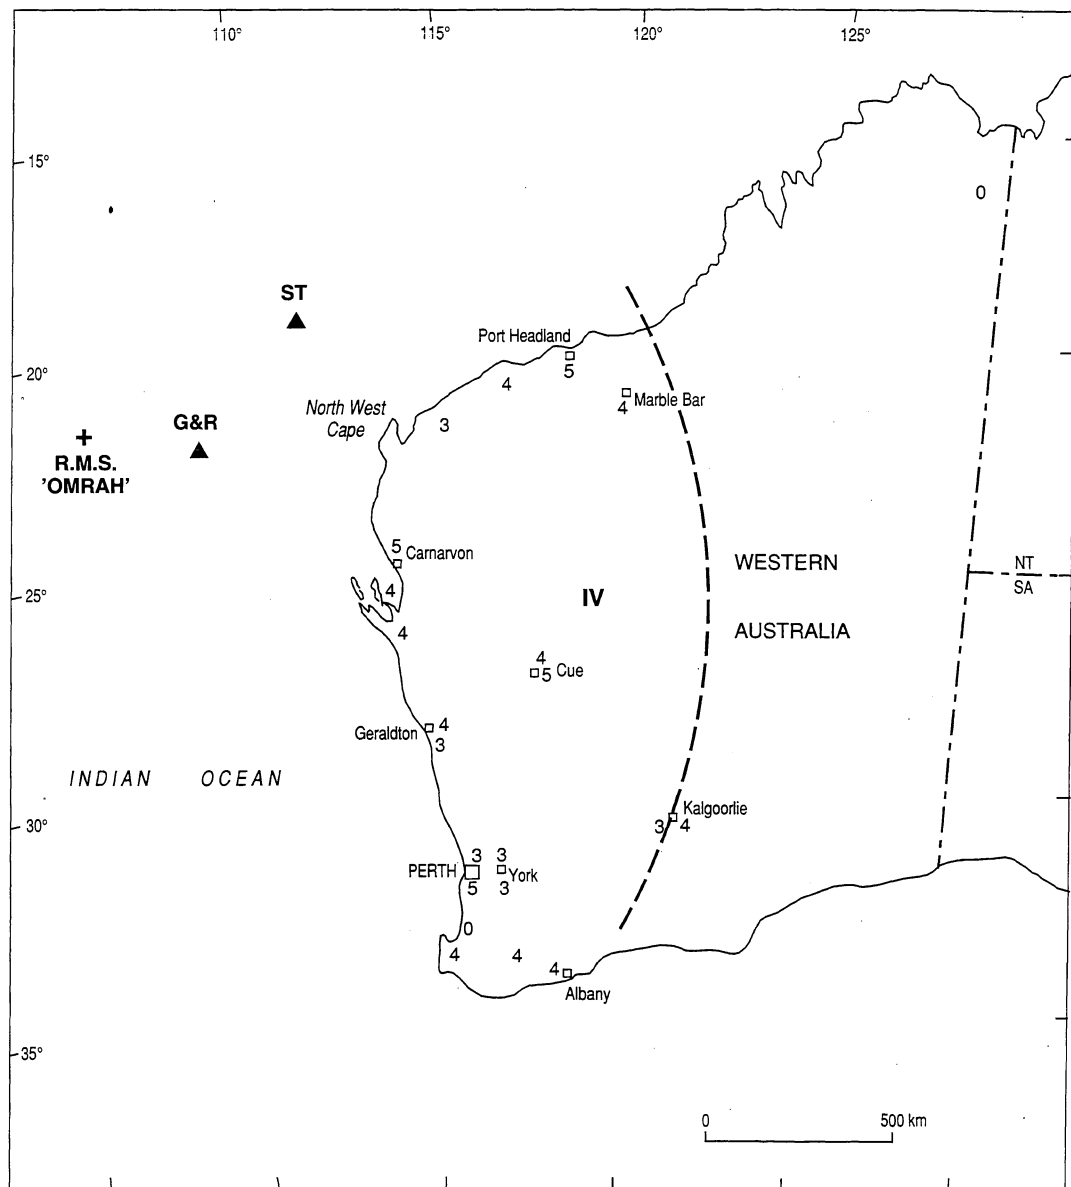 110° 115° 120° 125°
15°
0
ST
Port Headland
5
20°
4
Marble Bar
4
North West
Cape
3
G&R
R.M.S.
'OMRAH'
5
Carnarvon
WESTERN
NT
SA
4
IV
25°
4
AUSTRALIA
4
5 Cue
4
Geraldton
3
INDIAN OCEAN
Kalgoorlie
3 4
30°
3 3
PERTH
York
5 3
0
4 4 4
Albany
35°
0 500 km